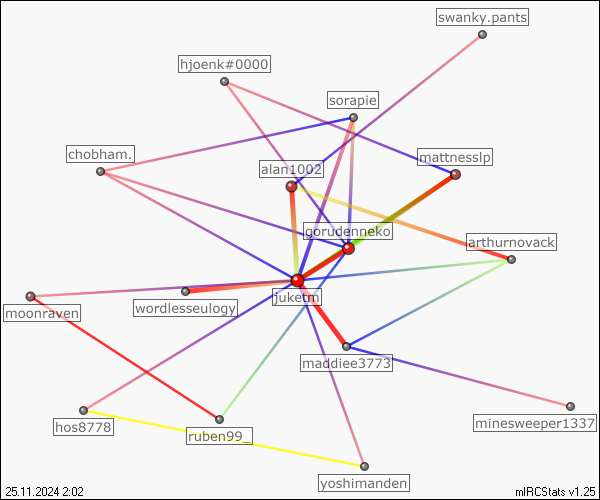 swanky.pants
hjoenk#0000
sorapie
chobham.
mattnesslp
alan1002
gorudenneko
arthurnovack
juketm
moonraven
wordlesseulogy
maddiee3773
hos8778
ruben99_
minesweeper1337
yoshimanden
25.11.2024 2:02
mIRCStats v1.25